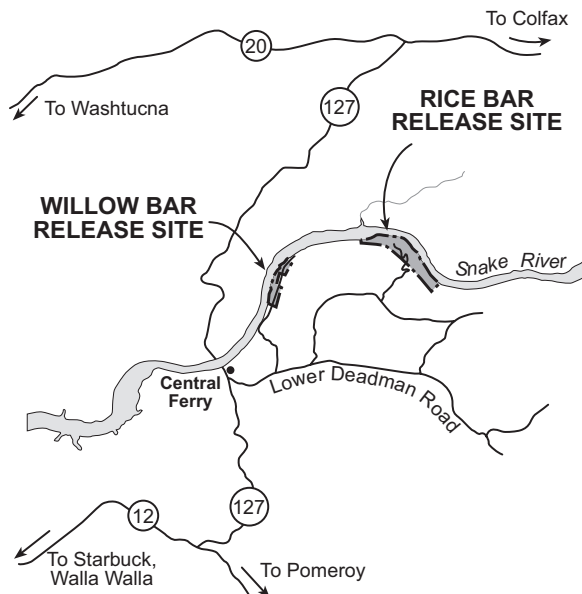 To Colfax
20
To Washtucna
127
RICE BAR
RELEASE SITE
WILLOW BAR
RELEASE SITE
Snake River
Central
Ferry
Lower Deadman Road
127
12
To Starbuck,
Walla Walla
To Pomeroy